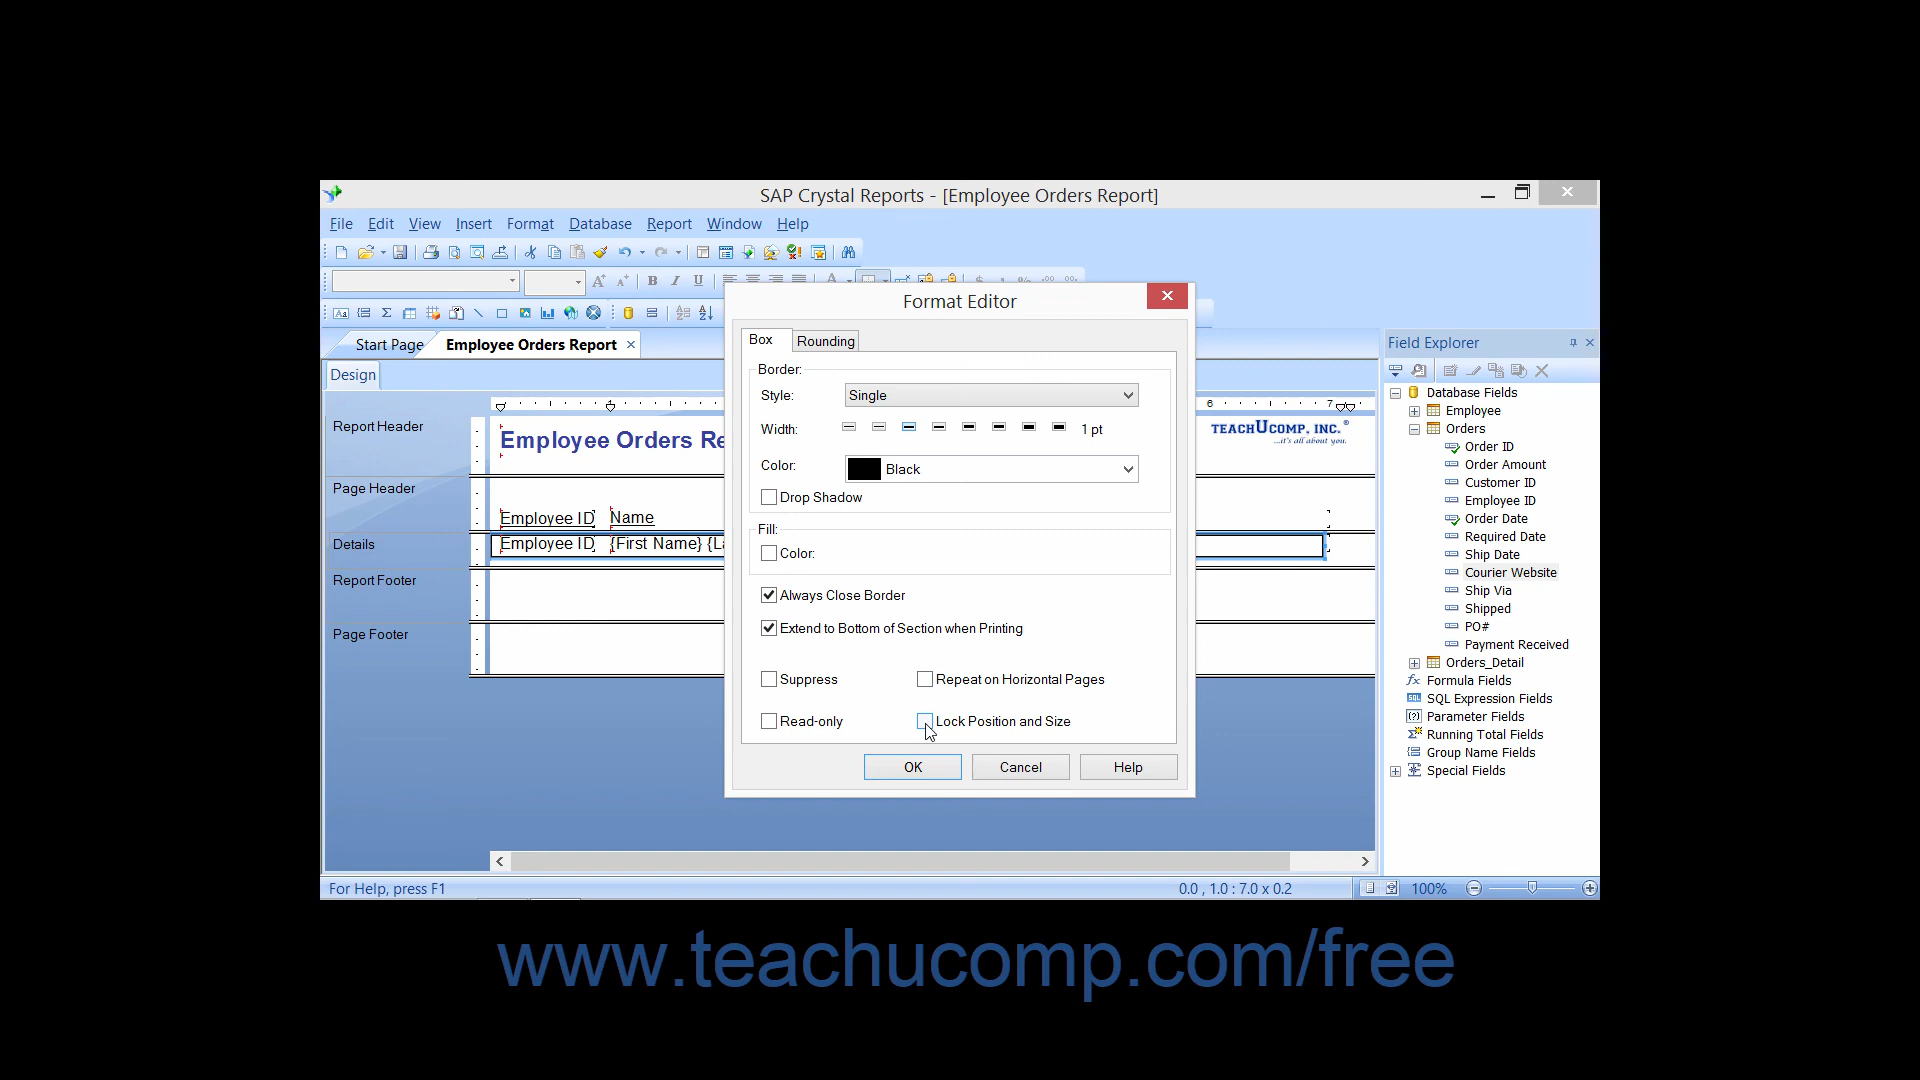 SAP Crystal Reports - [Employee Orders Report]
File Edit View Insert Format Database Report Window Help
Start Page Employee Orders Report
Design
Report Header
Employee Orders Re
Page Header
Employee ID Name
Details
Employee ID {First Name} {La
Report Footer
Page Footer
6 7
TEACHUCOMP, INC.®
...it's all about you.
Format Editor
Box Rounding
Border:
Style: Single
Width: 1 pt
Color: Black
Drop Shadow
Fill:
Color:
Always Close Border
Extend to Bottom of Section when Printing
Suppress Repeat on Horizontal Pages
Read-only Lock Position and Size
OK Cancel Help
Field Explorer
Database Fields
Employee
Orders
Order ID
Order Amount
Customer ID
Employee ID
Order Date
Required Date
Ship Date
Courier Website
Ship Via
Shipped
PO#
Payment Received
Orders_Detail
Formula Fields
SQL Expression Fields
Parameter Fields
Running Total Fields
Group Name Fields
Special Fields
For Help, press F1
0.0 , 1.0 : 7.0 x 0.2
100%
www.teachucomp.com/free